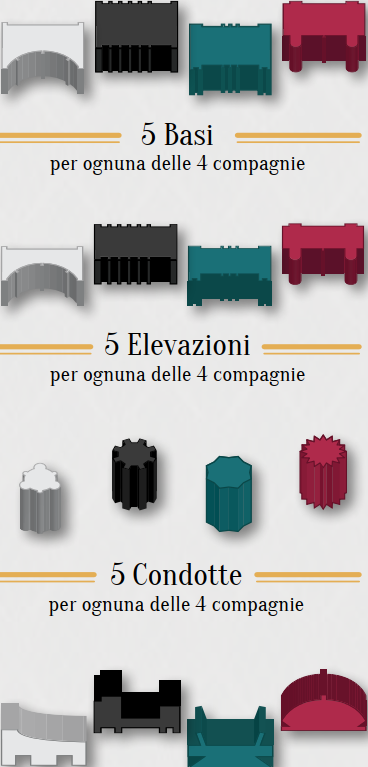 5 Basi
per ognuna delle 4 compagnie
5 Elevazioni
per ognuna delle 4 compagnie
5 Condotte
per ognuna delle 4 compagnie